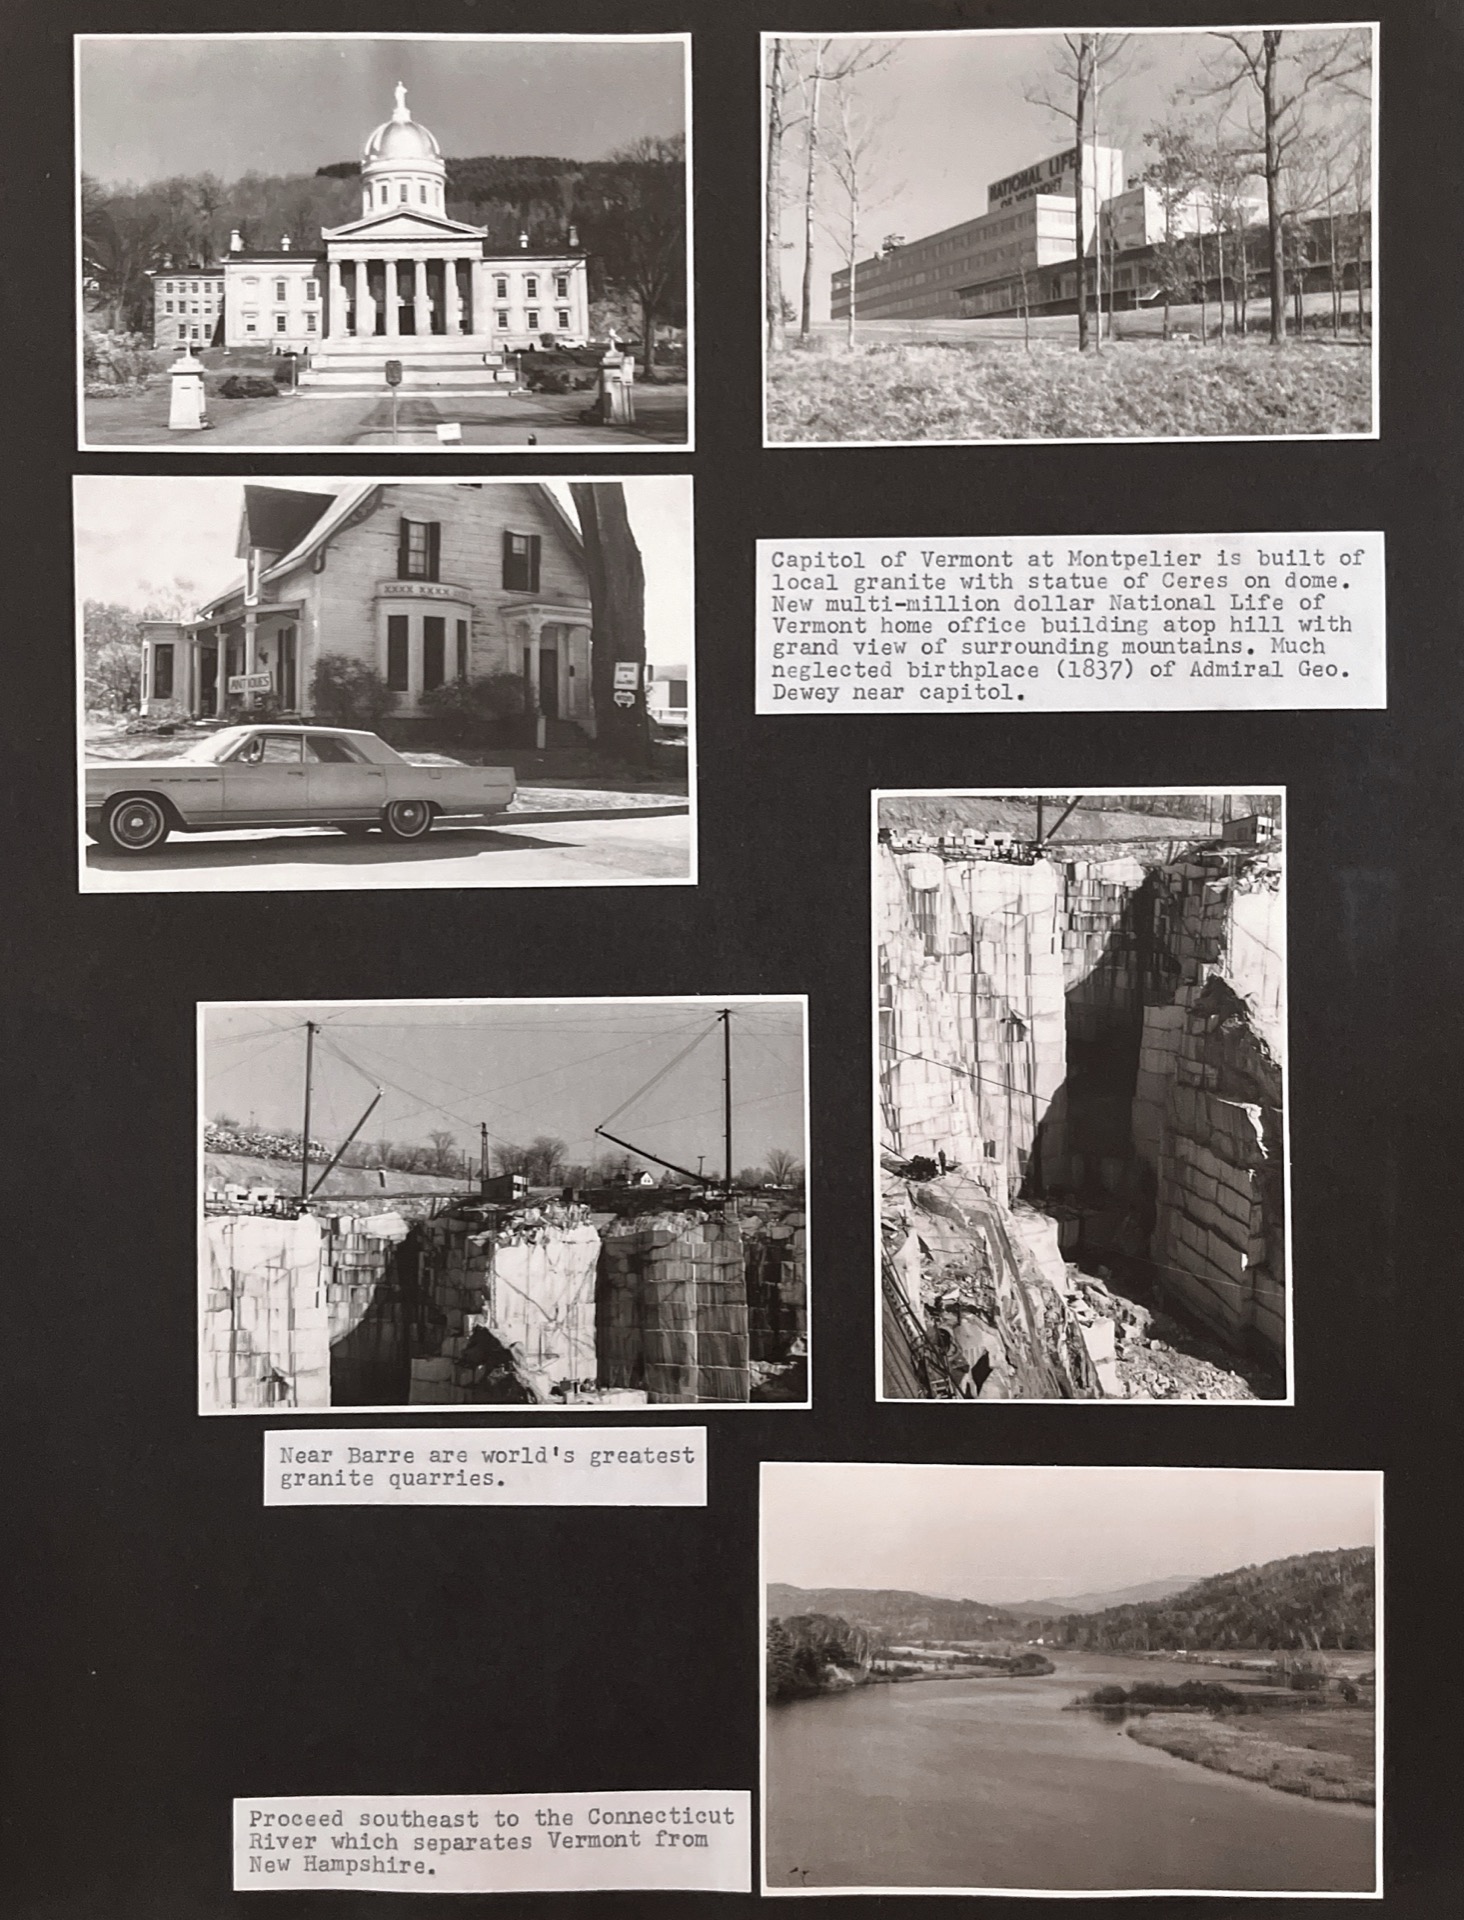 NATIONAL LIFE
OF VERMONT
ANTIQUES
Capitol of Vermont at Montpelier is built of
local granite with statue of Ceres on dome.
New multi-million dollar National Life of
Vermont home office building atop hill with
grand view of surrounding mountains. Much
neglected birthplace (1837) of Admiral Geo.
Dewey near capitol.
Near Barre are world's greatest
granite quarries.
Proceed southeast to the Connecticut
River which separates Vermont from
New Hampshire.